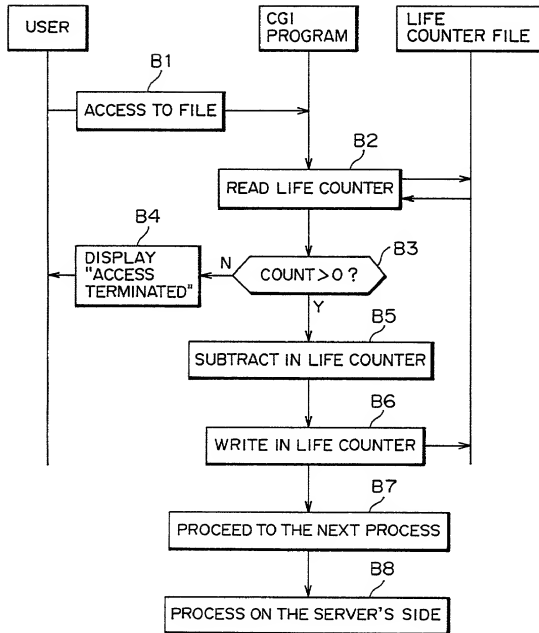 USER
CGI
PROGRAM
LIFE
COUNTER FILE
B1
ACCESS TO FILE
B2
READ LIFE COUNTER
B4
DISPLAY
"ACCESS
TERMINATED"
N
B3
COUNT>0 ?
Y
B5
SUBTRACT IN LIFE COUNTER
B6
WRITE IN LIFE COUNTER
B7
PROCEED TO THE NEXT PROCESS
B8
PROCESS ON THE SERVER'S SIDE